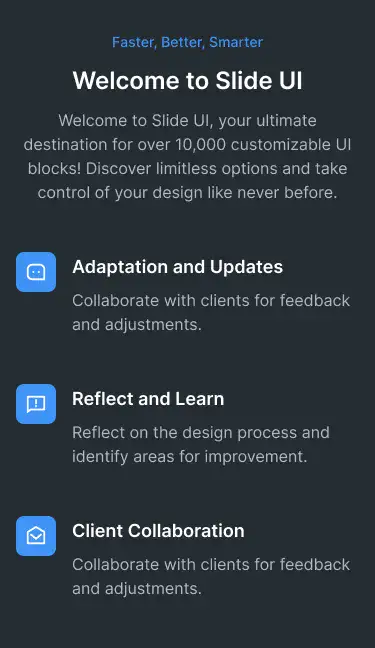 Faster, Better, Smarter
Welcome to Slide UI
Welcome to Slide UI, your ultimate
destination for over 10,000 customizable UI
blocks! Discover limitless options and take
control of your design like never before.
Adaptation and Updates
Collaborate with clients for feedback
and adjustments.
Reflect and Learn
Reflect on the design process and
identify areas for improvement.
Client Collaboration
Collaborate with clients for feedback
and adjustments.